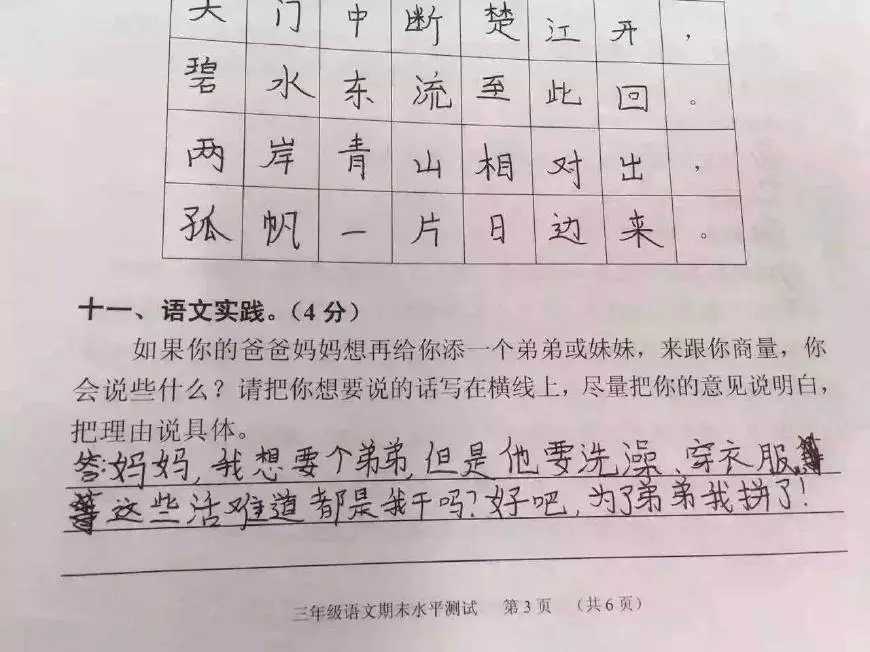 天门中断楚江开，
碧水东流至此回。
两岸青山相对出，
孤帆一片日边来。
十一、语文实践。（4分）
如果你的爸爸妈妈想再给你添一个弟弟或妹妹，来跟你商量，你
会说些什么？请把你想要说的话写在横线上，尽量把你的意见说明白，
把理由说具体。
答：妈妈，我想要个弟弟，但是他要洗澡、穿衣服
这些活难道都是我干吗？好吧，为了弟弟我拼了！
三年级语文期末水平测试 第3页 （共6页）